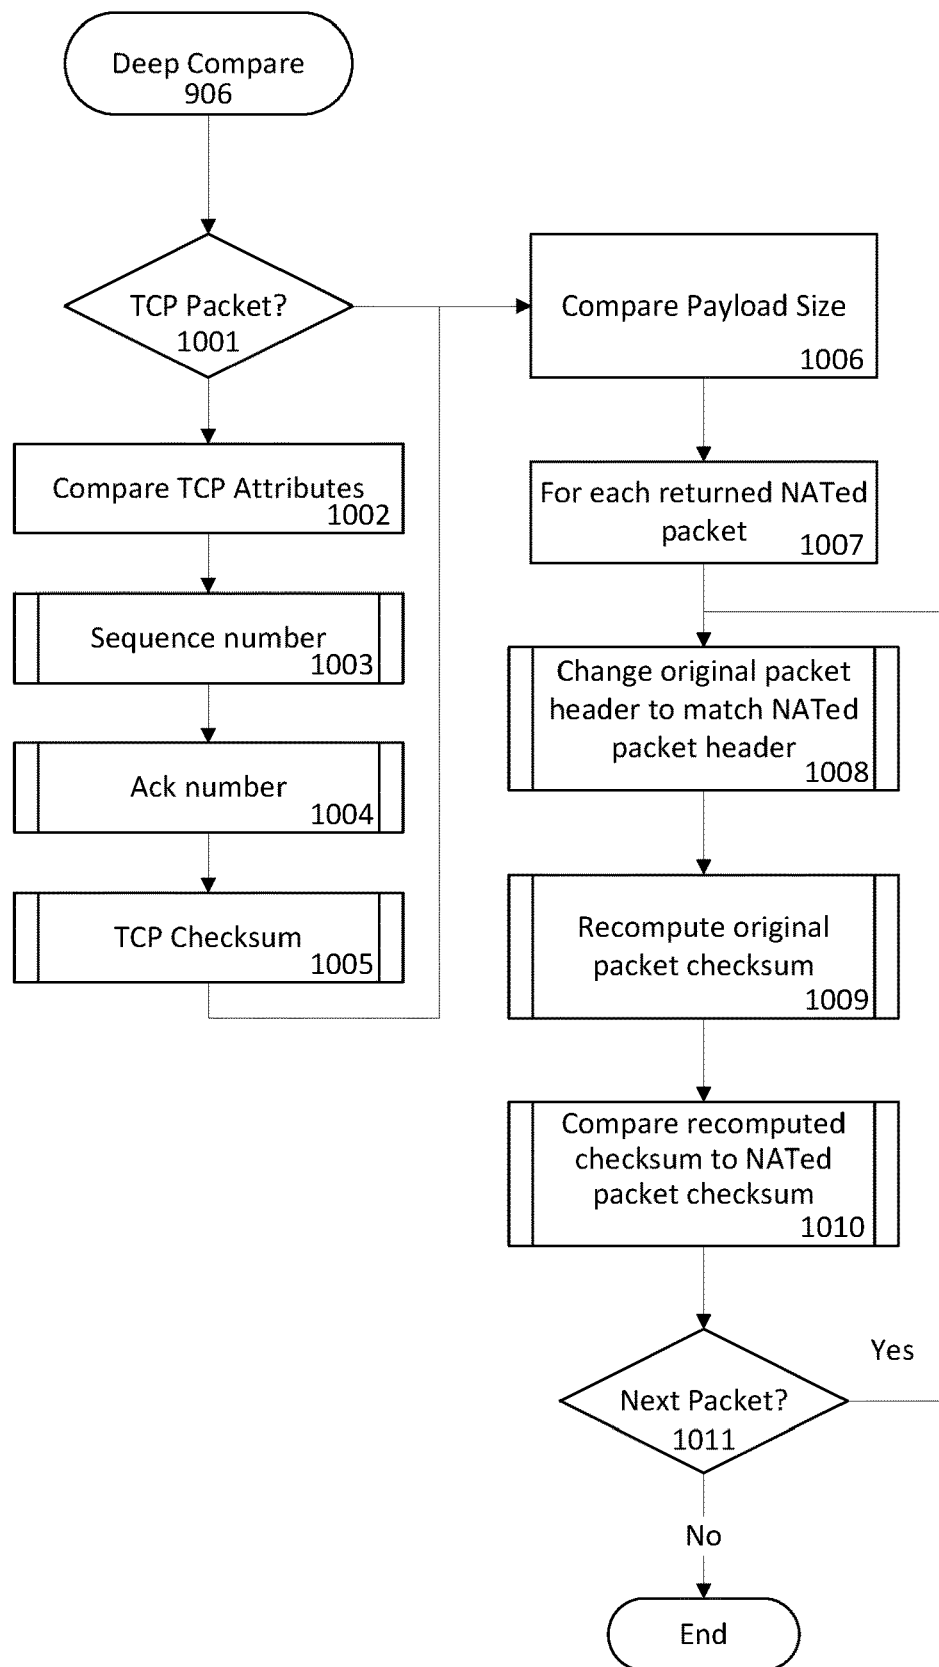 Deep Compare
906
TCP Packet?
1001
Compare TCP Attributes
1002
Sequence number
1003
Ack number
1004
TCP Checksum
1005
Compare Payload Size
1006
For each returned NATed
packet
1007
Change original packet
header to match NATed
packet header
1008
Recompute original
packet checksum
1009
Compare recomputed
checksum to NATed
packet checksum
1010
Next Packet?
1011
Yes
No
End